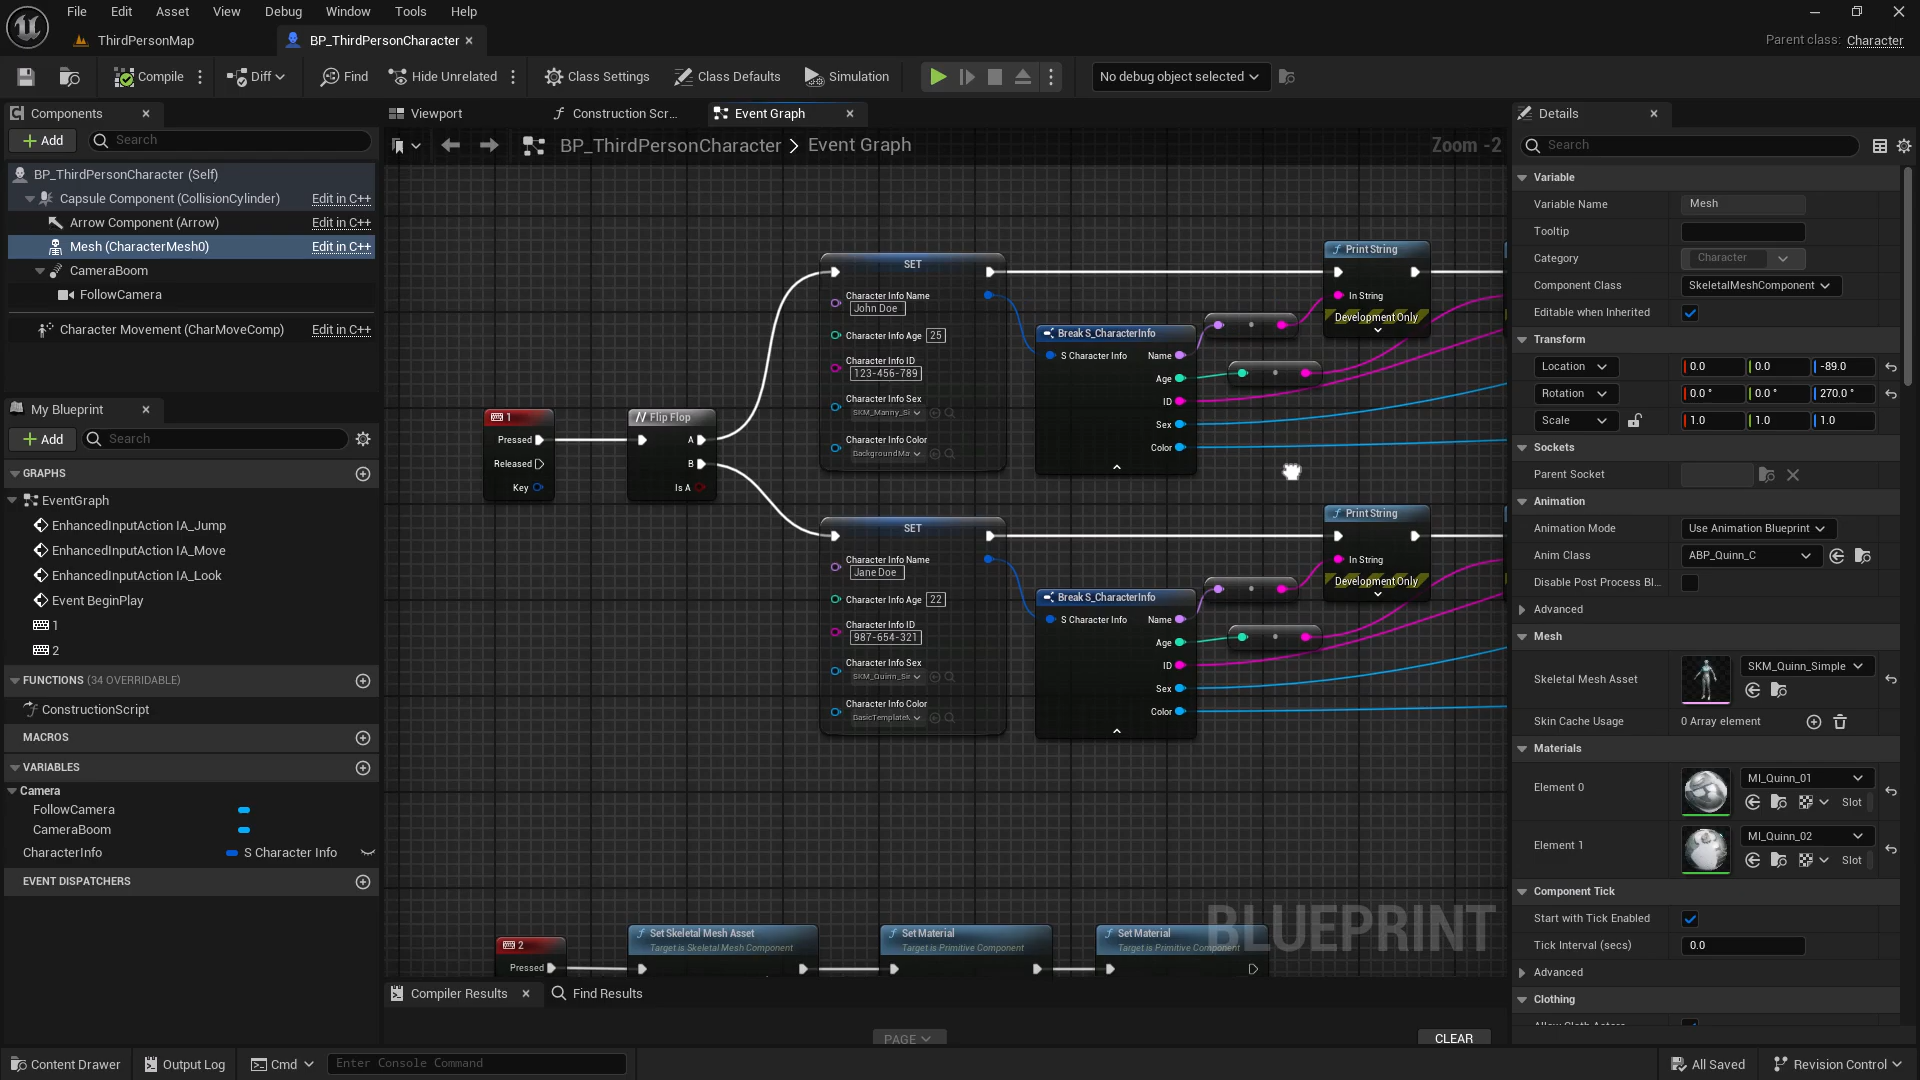 File Edit Asset View Debug Window Tools Help
ThirdPersonMap
BP_ThirdPersonCharacter
Parent class: Character
Compile
Diff
Find
Hide Unrelated
Class Settings
Class Defaults
Simulation
No debug object selected
Components
Add
Search
BP_ThirdPersonCharacter (Self)
Capsule Component (CollisionCylinder) Edit in C++
Arrow Component (Arrow) Edit in C++
Mesh (CharacterMesh0) Edit in C++
CameraBoom
FollowCamera
Character Movement (CharMoveComp) Edit in C++
My Blueprint
Add
Search
GRAPHS
EventGraph
EnhancedInputAction IA_Jump
EnhancedInputAction IA_Move
EnhancedInputAction IA_Look
Event BeginPlay
1
2
FUNCTIONS (34 OVERRIDABLE)
ConstructionScript
MACROS
VARIABLES
Camera
FollowCamera
CameraBoom
CharacterInfo S Character Info
EVENT DISPATCHERS
Viewport
Construction Scr...
Event Graph
BP_ThirdPersonCharacter > Event Graph
Zoom -2
1
Pressed
Released
Key
Flip Flop
A
B
Is A
SET
Character Info Name
John Doe
Character Info Age 25
Character Info ID
123-456-789
Character Info Sex
SKM_Manny_Si
Character Info Color
BackgroundMa
Break S_CharacterInfo
S Character Info Name
Age
ID
Sex
Color
Print String
In String
Development Only
SET
Character Info Name
Jane Doe
Character Info Age 22
Character Info ID
987-654-321
Character Info Sex
SKM_Quinn_Sir
Character Info Color
BasicTemplateM
Break S_CharacterInfo
S Character Info Name
Age
ID
Sex
Color
Print String
In String
Development Only
2
Pressed
Set Skeletal Mesh Asset
Target is Skeletal Mesh Component
Set Material
Target is Primitive Component
Set Material
Target is Primitive Component
BLUEPRINT
Compiler Results
Find Results
PAGE
CLEAR
Details
Search
Variable
Variable Name Mesh
Tooltip
Category Character
Component Class SkeletalMeshComponent
Editable when Inherited
Transform
Location 0.0 0.0 -89.0
Rotation 0.0 ° 0.0 ° 270.0 °
Scale 1.0 1.0 1.0
Sockets
Parent Socket
Animation
Animation Mode Use Animation Blueprint
Anim Class ABP_Quinn_C
Disable Post Process Bl...
Advanced
Mesh
Skeletal Mesh Asset SKM_Quinn_Simple
Skin Cache Usage 0 Array element
Materials
Element 0 MI_Quinn_01
Slot
Element 1 MI_Quinn_02
Slot
Component Tick
Start with Tick Enabled
Tick Interval (secs) 0.0
Advanced
Clothing
Content Drawer
Output Log
Cmd
Enter Console Command
All Saved
Revision Control